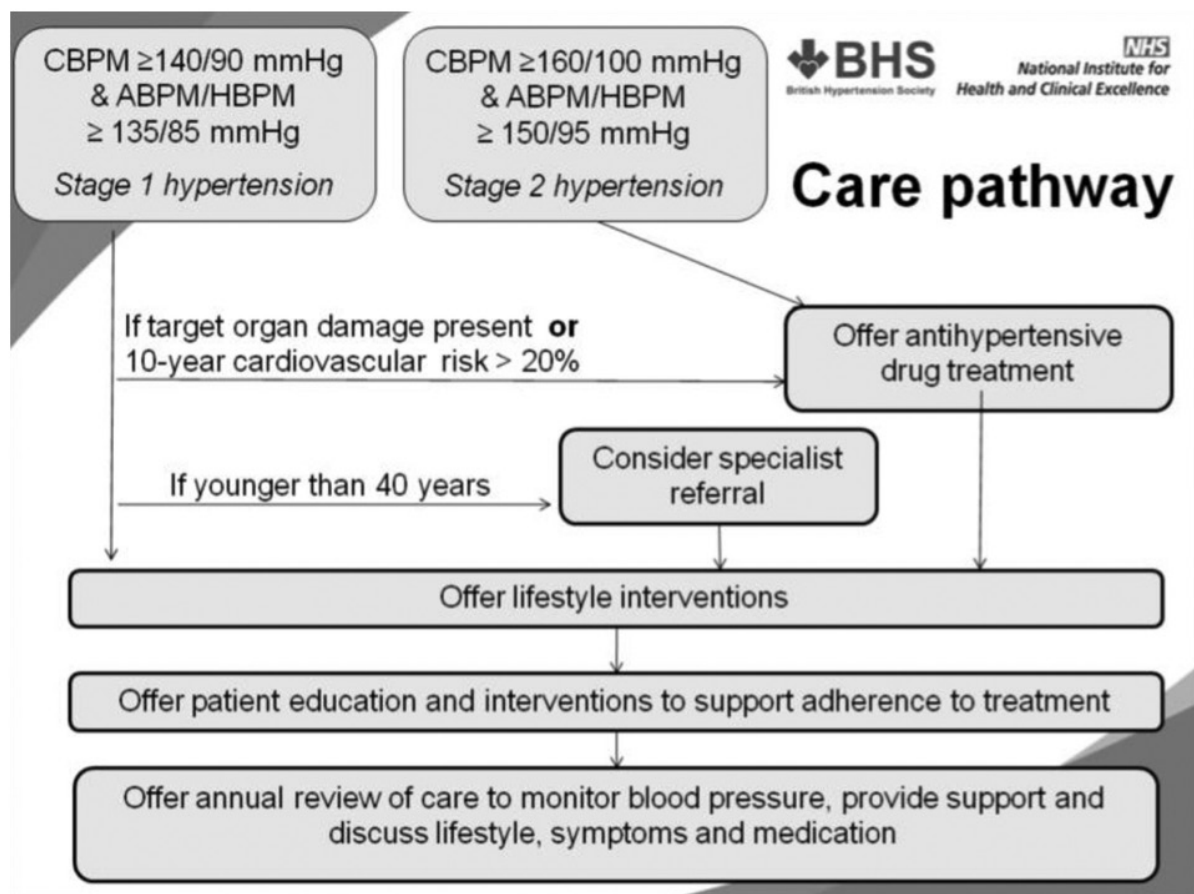 CBPM ≥140/90 mmHg
& ABPM/HBPM
≥ 135/85 mmHg
Stage 1 hypertension
CBPM ≥160/100 mmHg
& ABPM/HBPM
≥ 150/95 mmHg
Stage 2 hypertension
BHS
British Hypertension Society
NHS
National Institute for
Health and Clinical Excellence
Care pathway
If target organ damage present or
10-year cardiovascular risk > 20%
Offer antihypertensive
drug treatment
If younger than 40 years
Consider specialist
referral
Offer lifestyle interventions
Offer patient education and interventions to support adherence to treatment
Offer annual review of care to monitor blood pressure, provide support and
discuss lifestyle, symptoms and medication